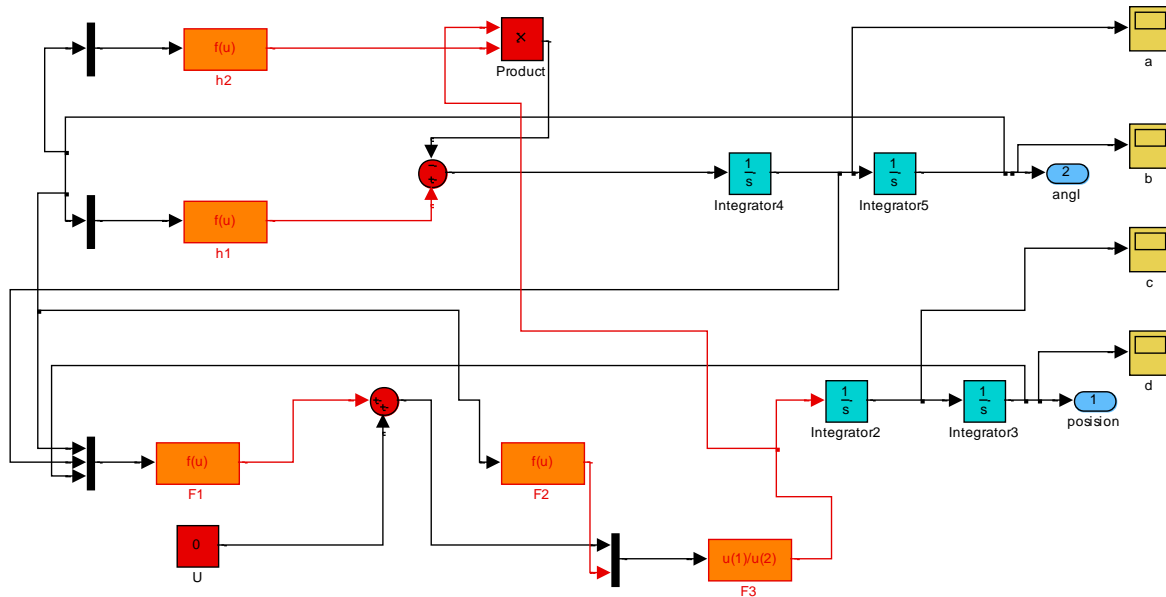 f(u)
h2
×
Product
a
1
s
Integrator4
1
s
Integrator5
2
angl
b
f(u)
h1
c
1
s
Integrator2
1
s
Integrator3
1
posision
d
f(u)
F1
f(u)
F2
0
U
u(1)/u(2)
F3